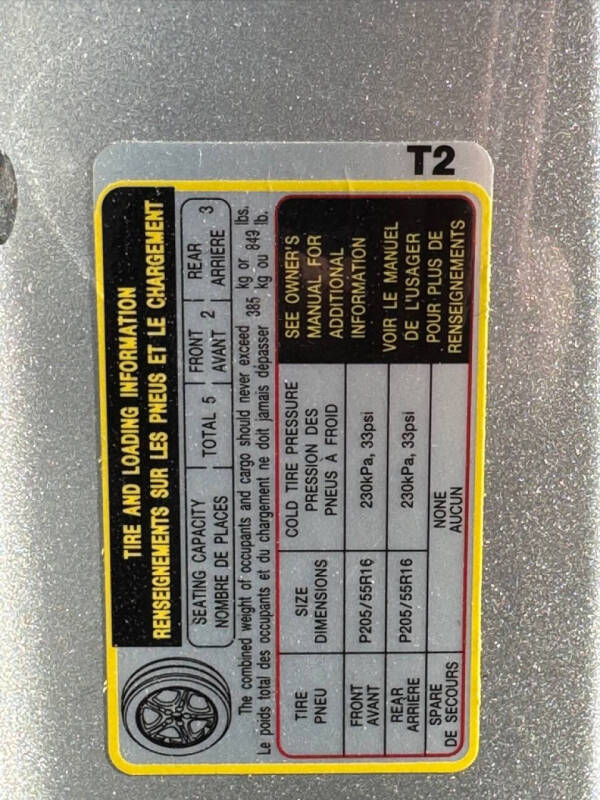 T2
TIRE AND LOADING INFORMATION
RENSEIGNEMENTS SUR LES PNEUS ET LE CHARGEMENT
SEATING CAPACITY TOTAL 5 FRONT 2 REAR 3
NOMBRE DE PLACES AVANT ARRIÈRE
The combined weight of occupants and cargo should never exceed 385 kg or 849 lbs.
Le poids total des occupants et du chargement ne doit jamais dépasser 385 kg ou 849 lb.
TIRE SIZE COLD TIRE PRESSURE
PNEU DIMENSIONS PRESSION DES
PNEUS À FROID
FRONT P205/55R16 230kPa, 33psi
AVANT
REAR P205/55R16 230kPa, 33psi
ARRIÈRE
SPARE NONE
DE SECOURS AUCUN
SEE OWNER'S
MANUAL FOR
ADDITIONAL
INFORMATION
VOIR LE MANUEL
DE L'USAGER
POUR PLUS DE
RENSEIGNEMENTS